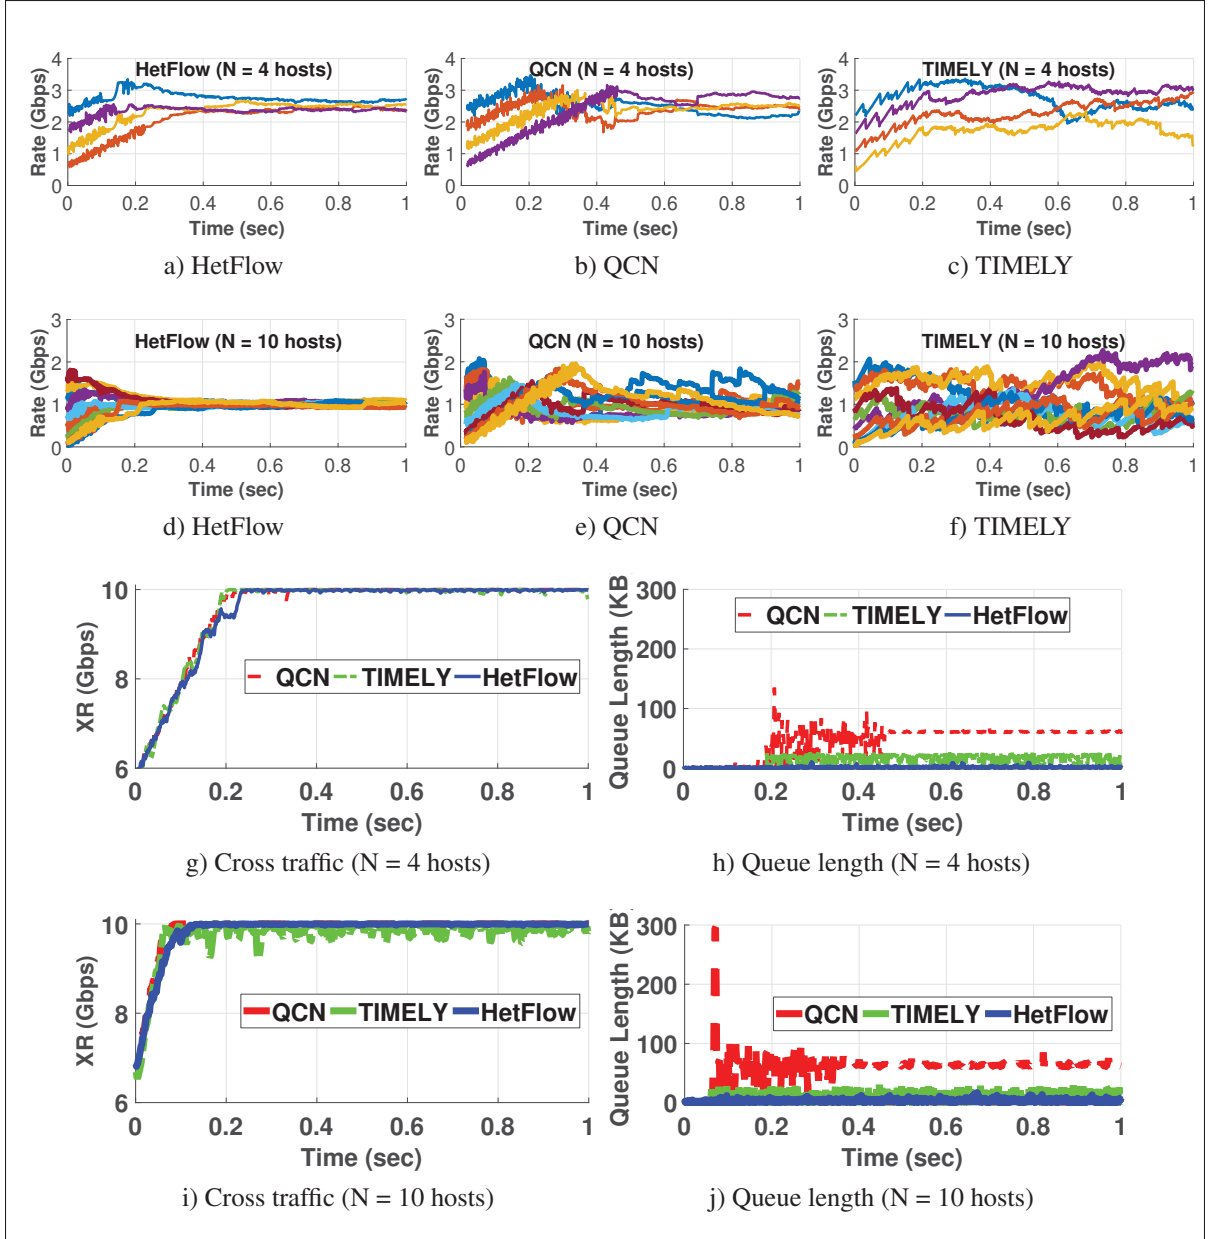 HetFlow (N = 4 hosts)
Rate (Gbps)
4
3
2
1
0
0 0.2 0.4 0.6 0.8 1
Time (sec)
a) HetFlow
QCN (N = 4 hosts)
Rate (Gbps)
4
3
2
1
0
0 0.2 0.4 0.6 0.8 1
Time (sec)
b) QCN
TIMELY (N = 4 hosts)
Rate (Gbps)
4
3
2
1
0
0 0.2 0.4 0.6 0.8 1
Time (sec)
c) TIMELY
HetFlow (N = 10 hosts)
Rate (Gbps)
3
2
1
0
0 0.2 0.4 0.6 0.8 1
Time (sec)
d) HetFlow
QCN (N = 10 hosts)
Rate (Gbps)
3
2
1
0
0 0.2 0.4 0.6 0.8 1
Time (sec)
e) QCN
TIMELY (N = 10 hosts)
Rate (Gbps)
3
2
1
0
0 0.2 0.4 0.6 0.8 1
Time (sec)
f) TIMELY
XR (Gbps)
10
8
6
QCN TIMELY HetFlow
0 0.2 0.4 0.6 0.8 1
Time (sec)
g) Cross traffic (N = 4 hosts)
Queue Length (KB
300
200
100
0
QCN TIMELY HetFlow
0 0.2 0.4 0.6 0.8 1
Time (sec)
h) Queue length (N = 4 hosts)
XR (Gbps)
10
8
6
QCN TIMELY HetFlow
0 0.2 0.4 0.6 0.8 1
Time (sec)
i) Cross traffic (N = 10 hosts)
Queue Length (KB
300
200
100
0
QCN TIMELY HetFlow
0 0.2 0.4 0.6 0.8 1
Time (sec)
j) Queue length (N = 10 hosts)